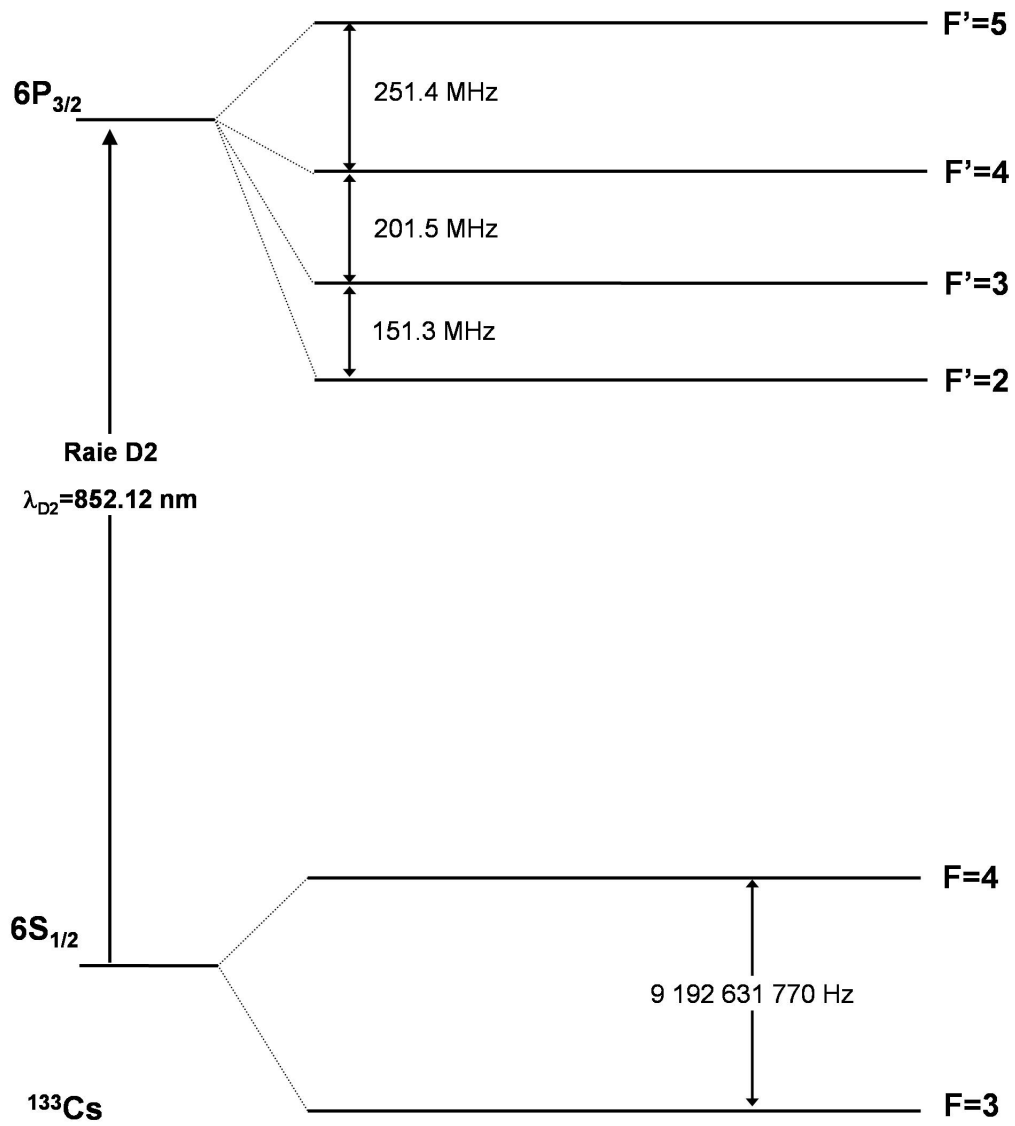 F'=5
251.4 MHz
6P3/2
F'=4
201.5 MHz
F'=3
151.3 MHz
F'=2
Raie D2
λD2=852.12 nm
F=4
6S1/2
9 192 631 770 Hz
133Cs
F=3